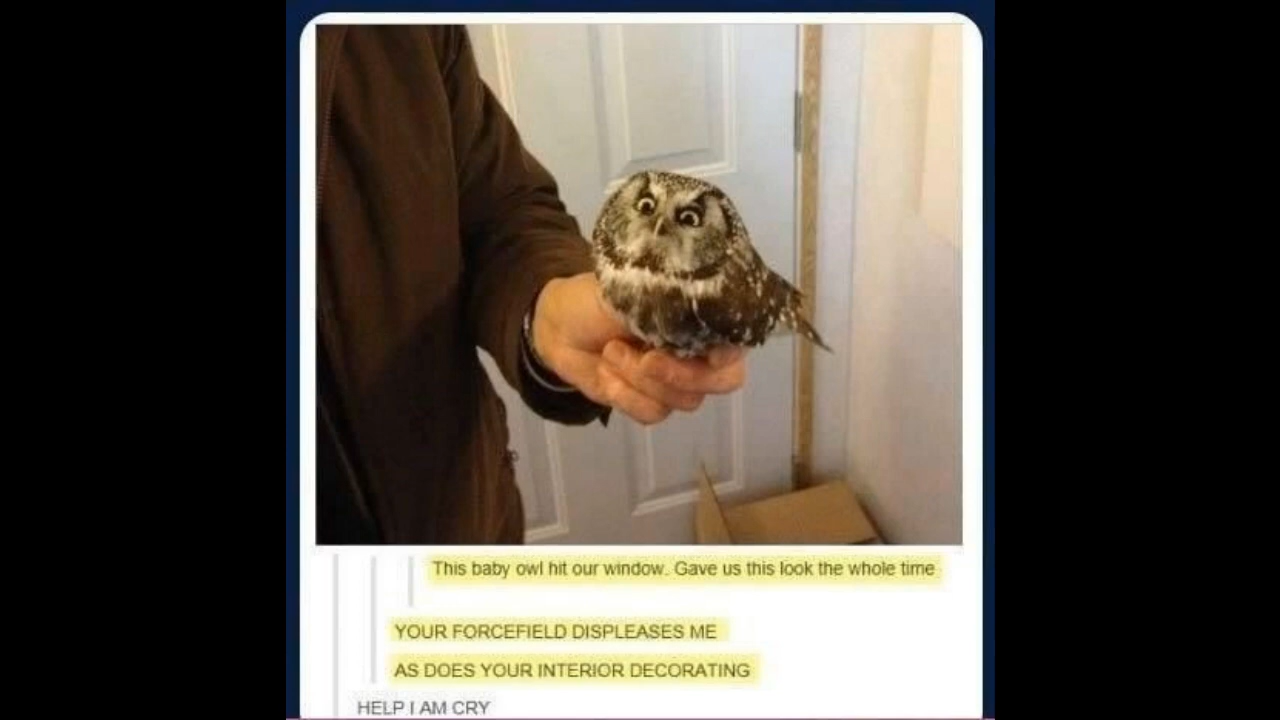 This baby owl hit our window. Gave us this look the whole time
YOUR FORCEFIELD DISPLEASES ME
AS DOES YOUR INTERIOR DECORATING
HELP I AM CRY